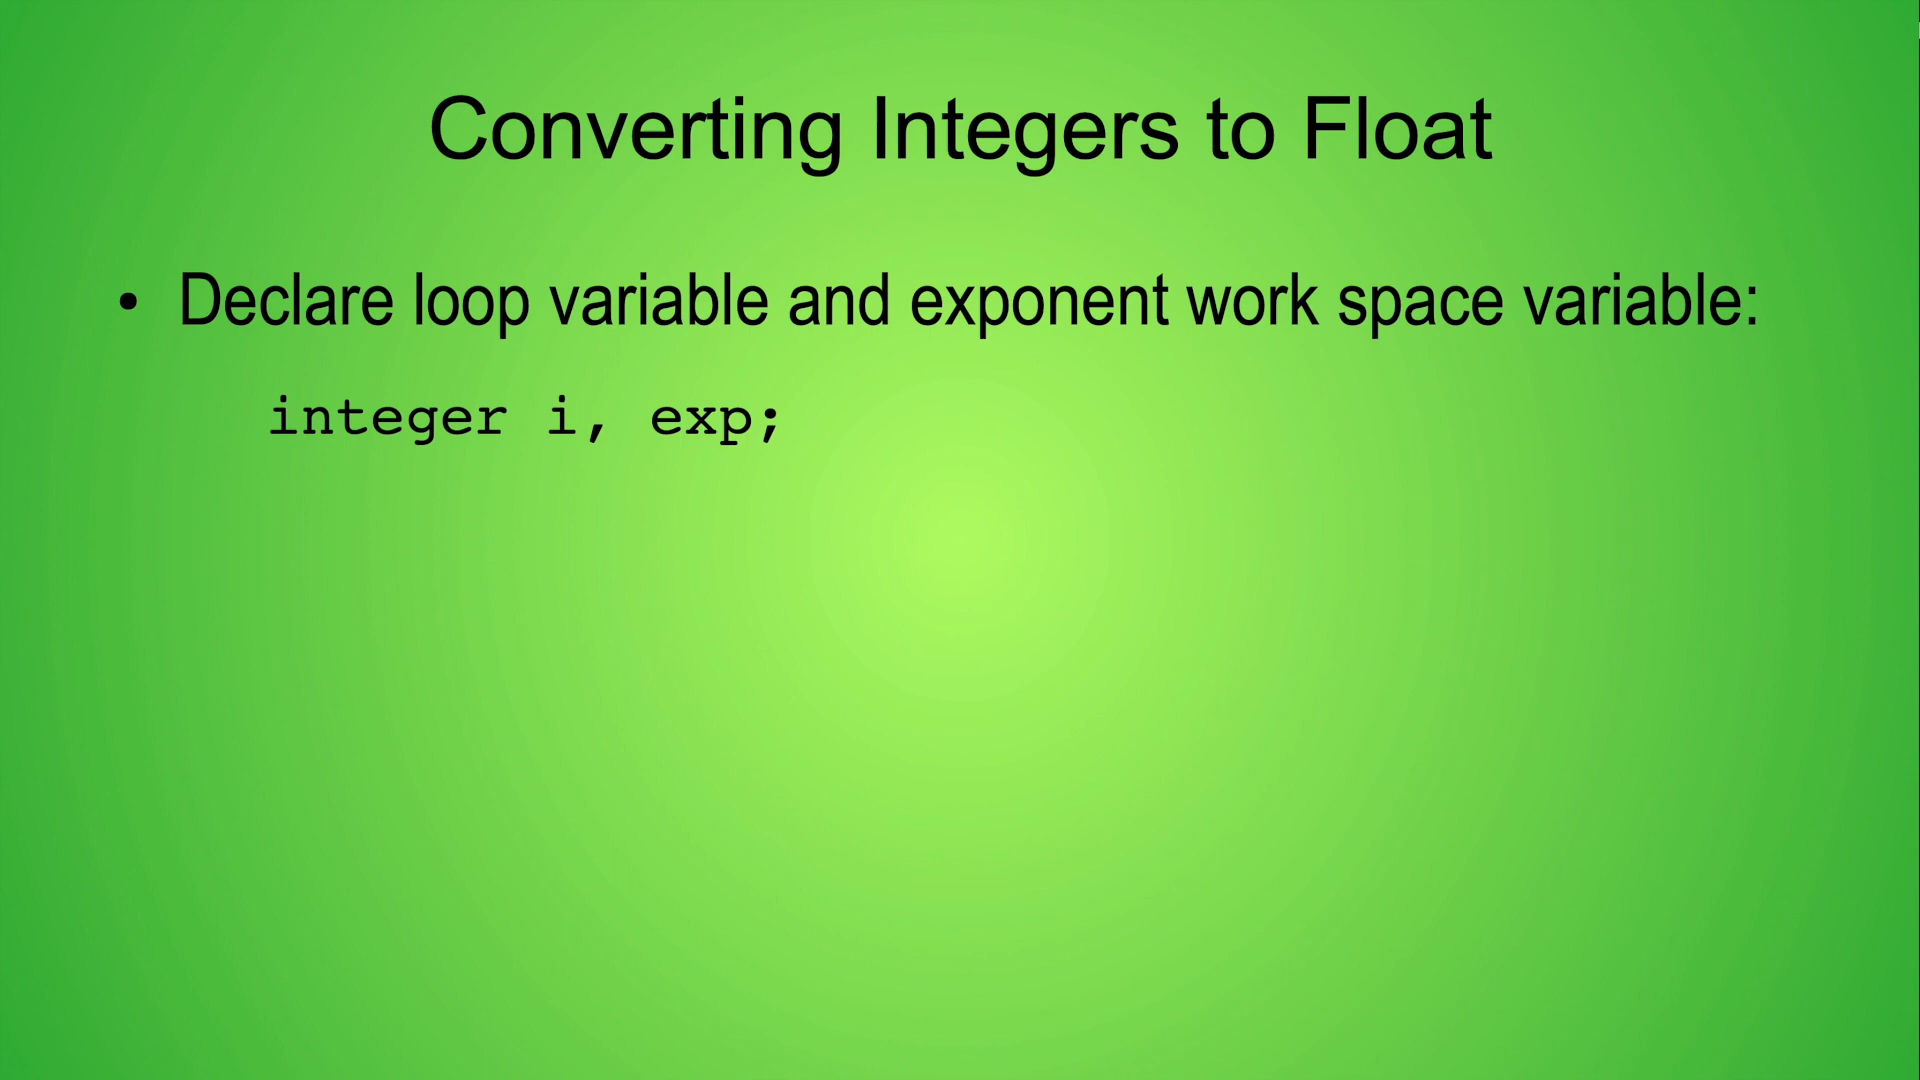 Converting Integers to Float
• Declare loop variable and exponent work space variable:
integer i, exp;